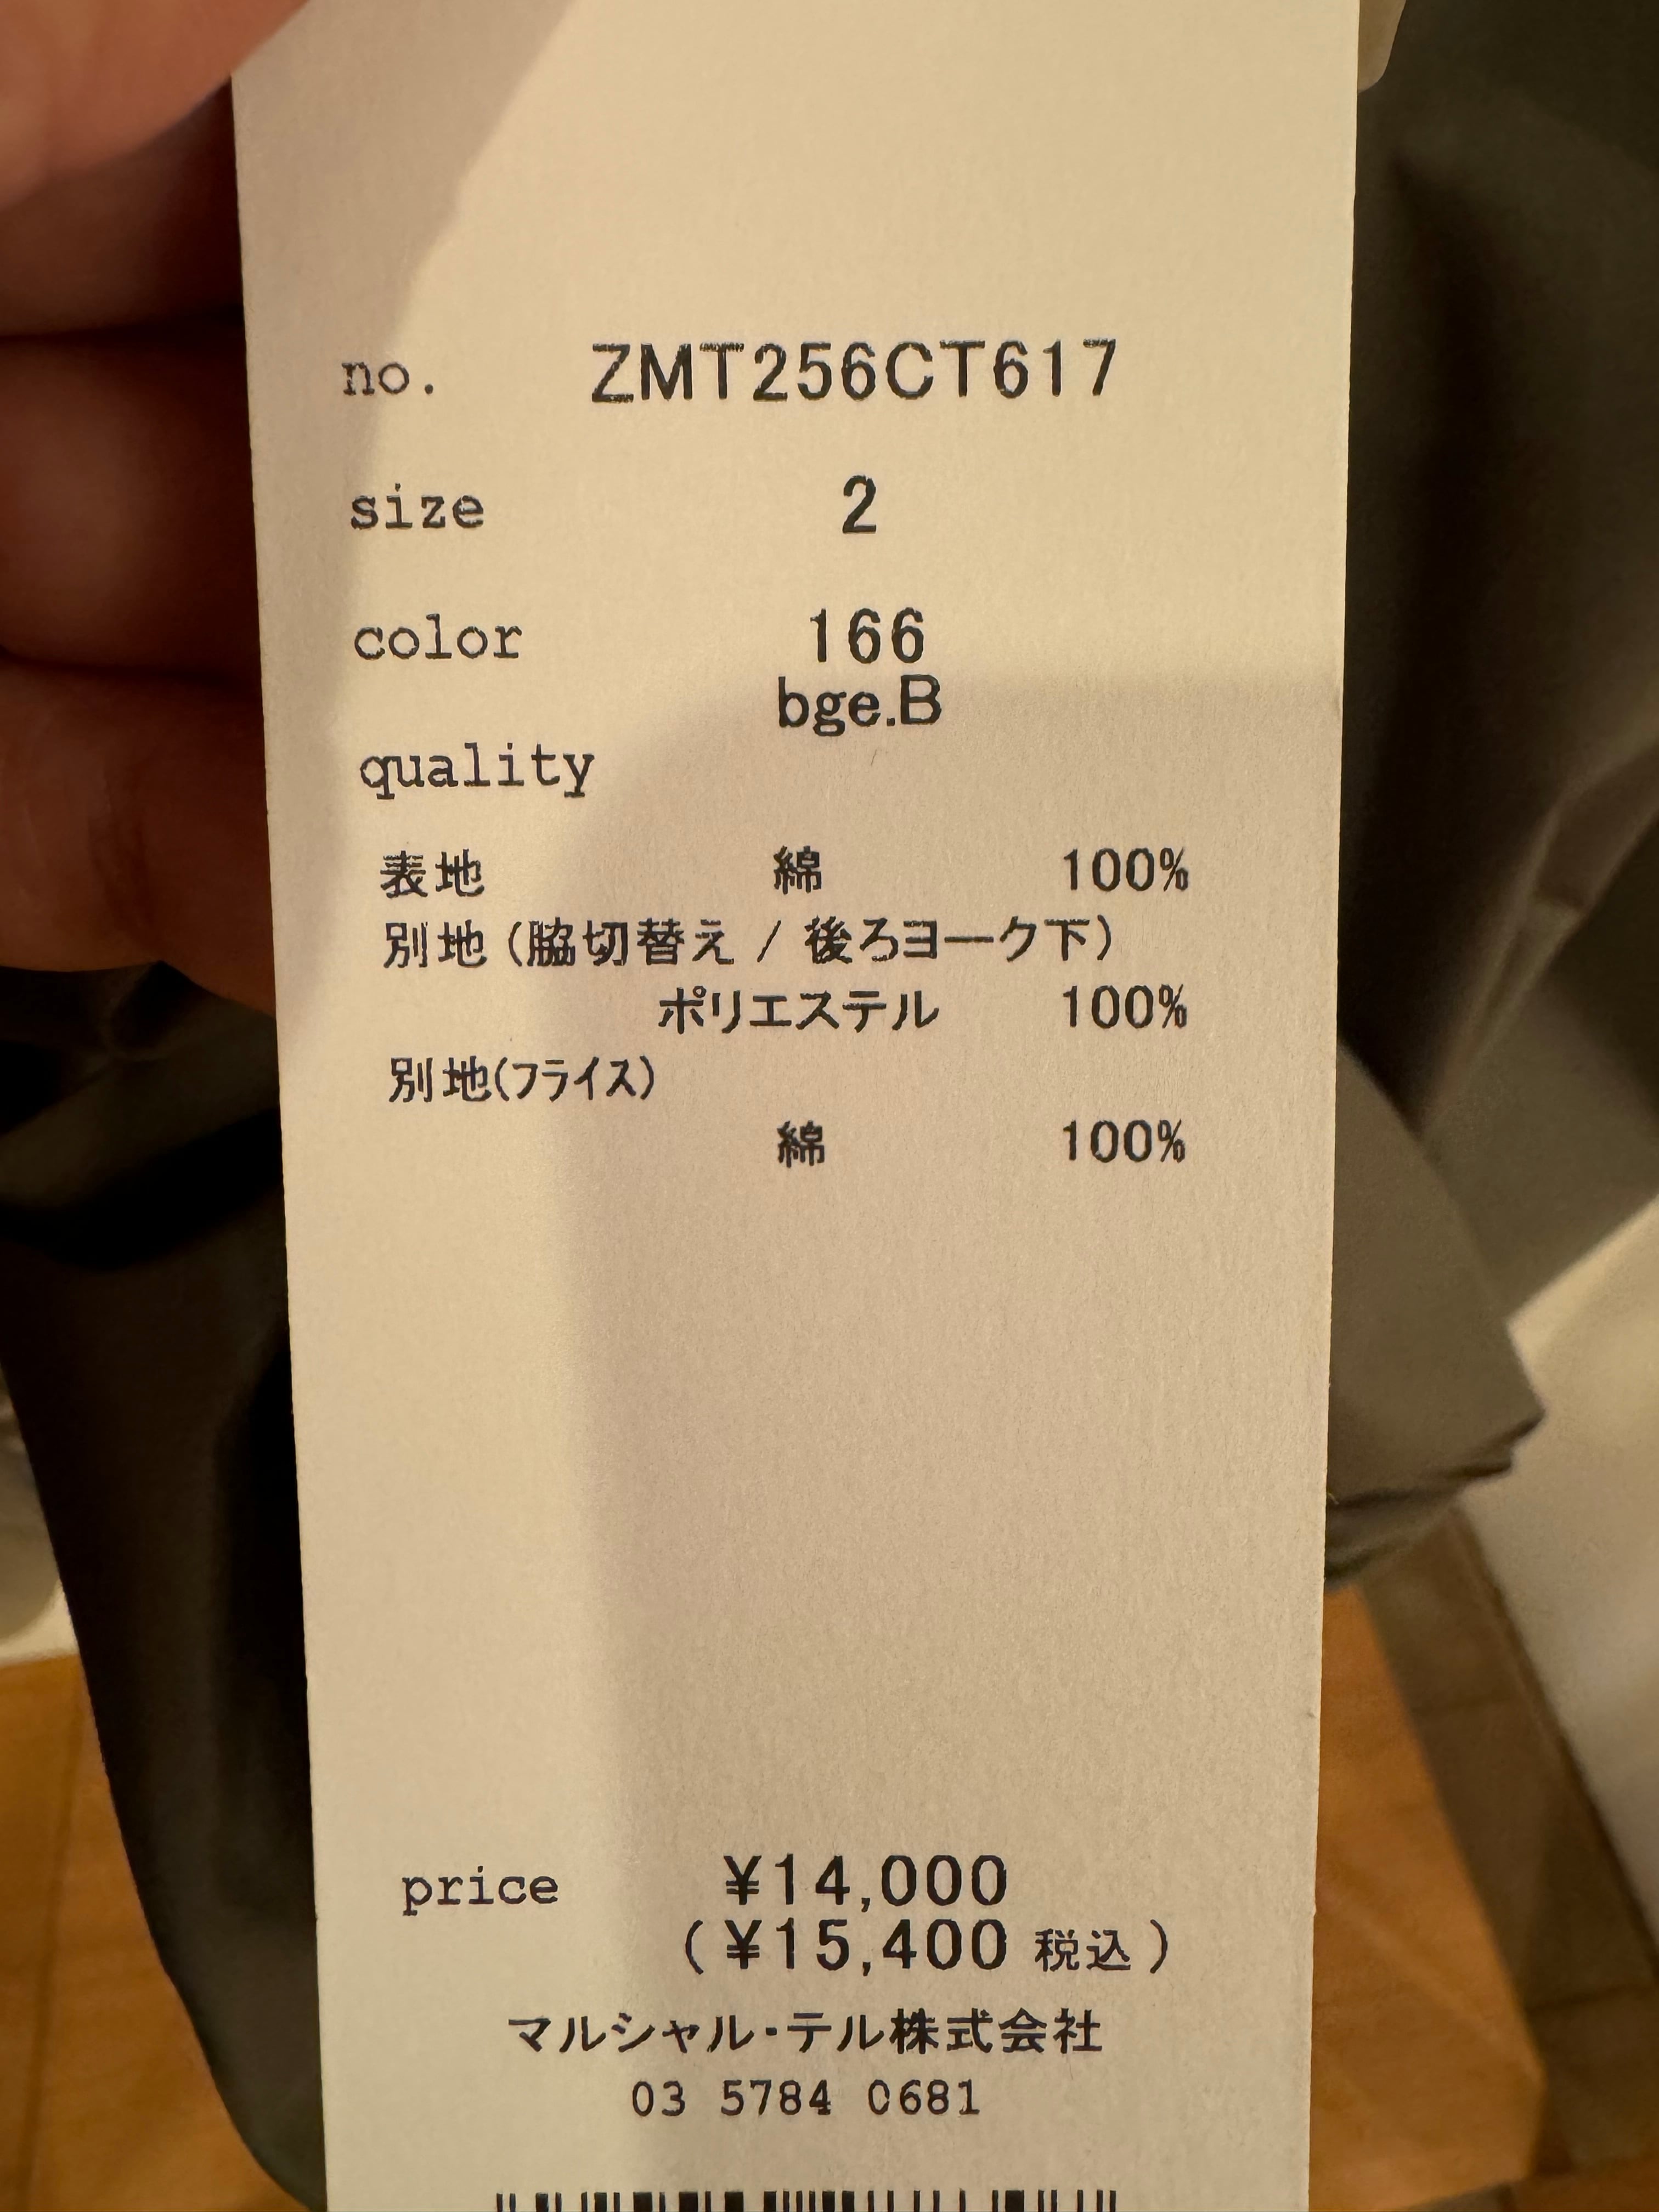 no. ZMT256CT617
size 2
color 166
bge.B
quality
表地 綿 100%
別地(脇切替え / 後ろヨーク下)
ポリエステル 100%
別地(フライス)
綿 100%
price ¥14,000
(¥15,400 税込)
マルシャル・テル株式会社
03 5784 0681